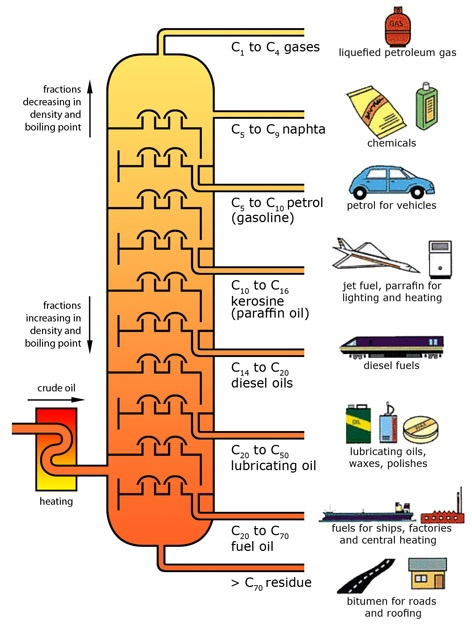 C1 to C4 gases
liquefied petroleum gas
GAS
fractions
decreasing in
density and
boiling point
C5 to C9 naphta
chemicals
C5 to C10 petrol
(gasoline)
petrol for vehicles
C10 to C16
kerosine
(paraffin oil)
jet fuel, parrafin for
lighting and heating
fractions
increasing in
density and
boiling point
C14 to C20
diesel oils
diesel fuels
crude oil
heating
C20 to C50
lubricating oil
OIL
lubricating oils,
waxes, polishes
C20 to C70
fuel oil
fuels for ships, factories
and central heating
> C70 residue
bitumen for roads
and roofing